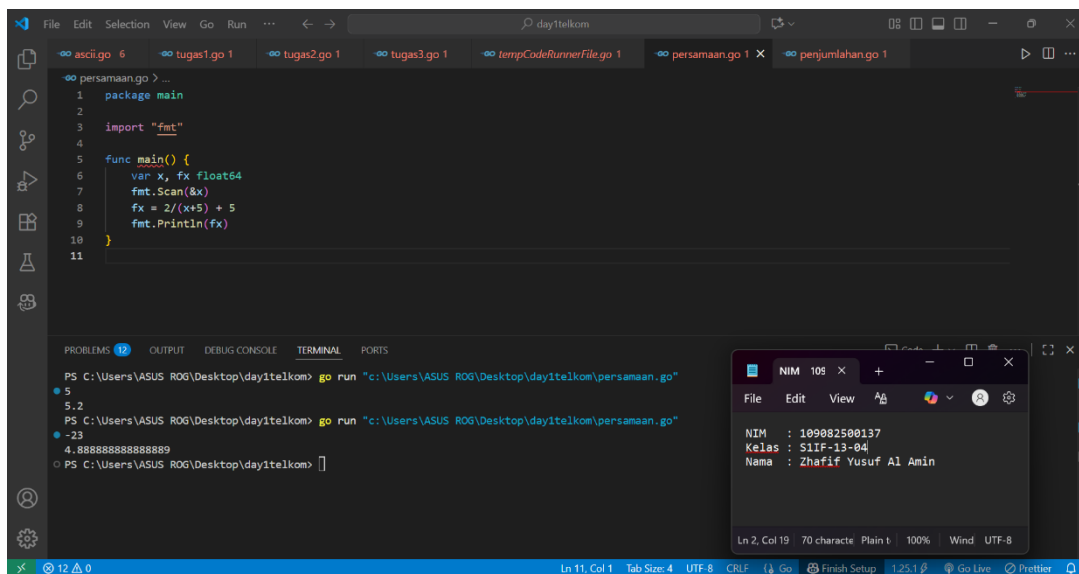 File Edit Selection View Go Run ··· ← → day1telkom
ascii.go 6 tugas1.go 1 tugas2.go 1 tugas3.go 1 tempCodeRunnerFile.go 1 persamaan.go 1 × penjumlahan.go 1
persamaan.go > ...
1 package main
2
3 import "fmt"
4
5 func main() {
6 var x, fx float64
7 fmt.Scan(&x)
8 fx = 2/(x+5) + 5
9 fmt.Println(fx)
10 }
11
PROBLEMS 12 OUTPUT DEBUG CONSOLE TERMINAL PORTS
PS C:\Users\ASUS ROG\Desktop\day1telkom> go run "c:\Users\ASUS ROG\Desktop\day1telkom\persamaan.go"
5
5.2
PS C:\Users\ASUS ROG\Desktop\day1telkom> go run "c:\Users\ASUS ROG\Desktop\day1telkom\persamaan.go"
-23
4.888888888888889
PS C:\Users\ASUS ROG\Desktop\day1telkom>
NIM 109 × +
File Edit View
NIM : 109082500137
Kelas : S1IF-13-04
Nama : Zhafif Yusuf Al Amin
Ln 2, Col 19 70 characte Plain t 100% Wind UTF-8
12 0 Ln 11, Col 1 Tab Size: 4 UTF-8 CRLF Go Finish Setup 1.25.1 Go Live Prettier